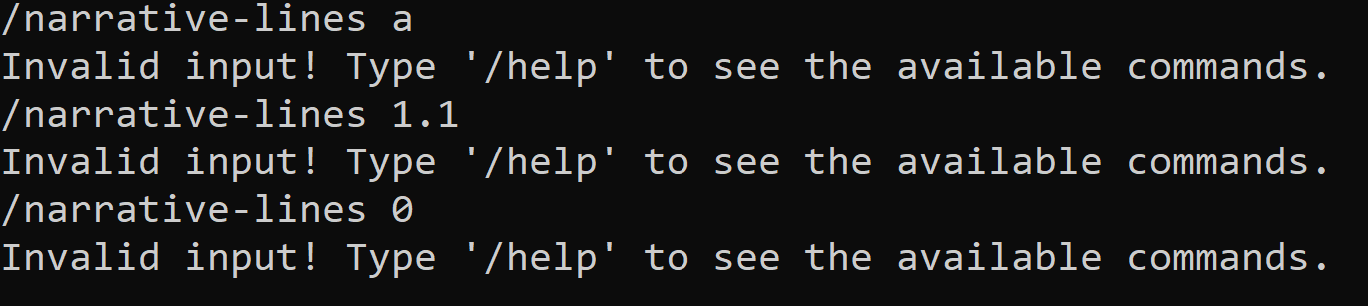 /narrative-lines a
Invalid input! Type '/help' to see the available commands.
/narrative-lines 1.1
Invalid input! Type '/help' to see the available commands.
/narrative-lines 0
Invalid input! Type '/help' to see the available commands.